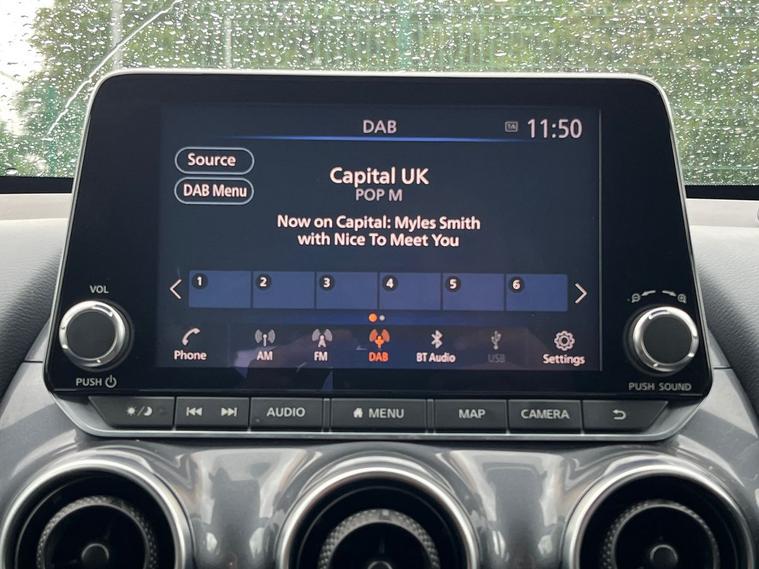 DAB
11:50
Source
DAB Menu
Capital UK
POP M
Now on Capital: Myles Smith
with Nice To Meet You
1 2 3 4 5 6
VOL
PUSH
Phone
AM
FM
DAB
BT Audio
USB
Settings
PUSH SOUND
AUDIO
MENU
MAP
CAMERA